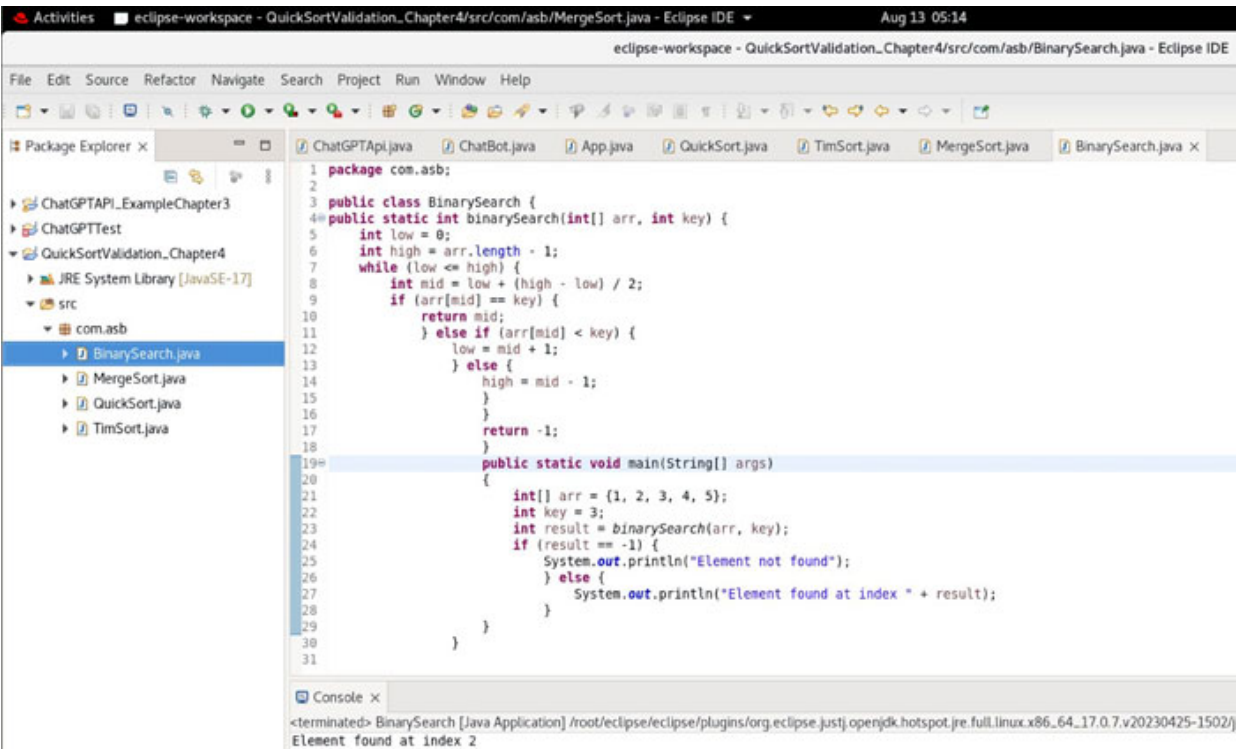 Activities eclipse-workspace - QuickSortValidation_Chapter4/src/com/asb/MergeSort.java - Eclipse IDE Aug 13 05:14
eclipse-workspace - QuickSortValidation_Chapter4/src/com/asb/BinarySearch.java - Eclipse IDE
File Edit Source Refactor Navigate Search Project Run Window Help
Package Explorer
ChatGPTApi.java ChatBot.java App.java QuickSort.java TimSort.java MergeSort.java BinarySearch.java
ChatGPTAPI_ExampleChapter3
ChatGPTTest
QuickSortValidation_Chapter4
JRE System Library [JavaSE-17]
src
com.asb
BinarySearch.java
MergeSort.java
QuickSort.java
TimSort.java
1 package com.asb;
2
3 public class BinarySearch {
4 public static int binarySearch(int[] arr, int key) {
5 int low = 0;
6 int high = arr.length - 1;
7 while (low <= high) {
8 int mid = low + (high - low) / 2;
9 if (arr[mid] == key) {
10 return mid;
11 } else if (arr[mid] < key) {
12 low = mid + 1;
13 } else {
14 high = mid - 1;
15 }
16 }
17 return -1;
18 }
19 public static void main(String[] args)
20 {
21 int[] arr = {1, 2, 3, 4, 5};
22 int key = 3;
23 int result = binarySearch(arr, key);
24 if (result == -1) {
25 System.out.println("Element not found");
26 } else {
27 System.out.println("Element found at index " + result);
28 }
29 }
30 }
31
Console
<terminated> BinarySearch [Java Application] /root/eclipse/eclipse/plugins/org.eclipse.justj.openjdk.hotspot.jre.full.linux.x86_64_17.0.7.v20230425-1502/j
Element found at index 2